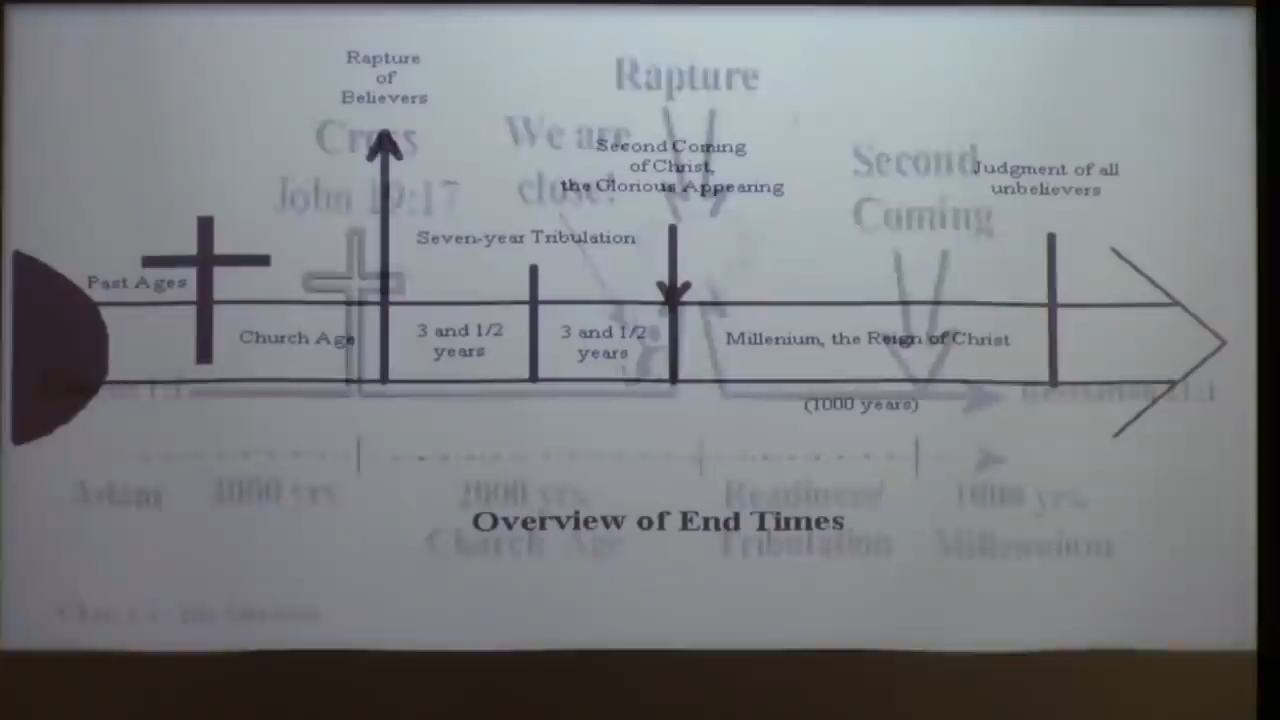 Rapture
of
Believers
Rapture
Cross
John 19:17
We are
close!
Second Coming
of Christ,
the Glorious Appearing
Second
Coming
Judgment of all
unbelievers
Seven-year Tribulation
Past Ages
Church Age
3 and 1/2
years
3 and 1/2
years
Millenium, the Reign of Christ
(1000 years)
Adam
2000 yrs.
Church Age
Tribulation
1000 yrs.
Millennium
Overview of End Times